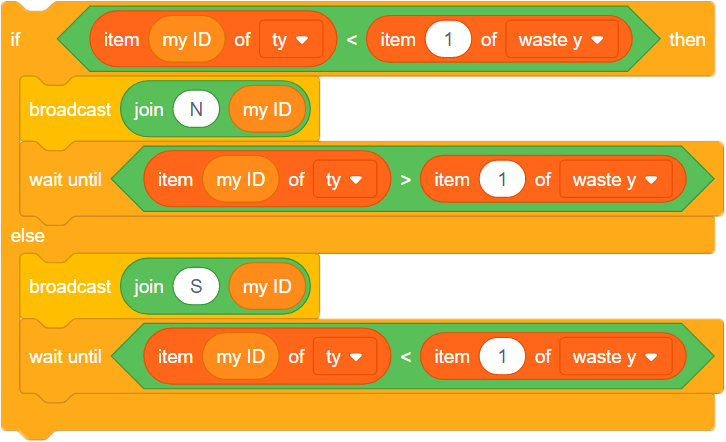 if item my ID of ty < item 1 of waste y then
broadcast join N my ID
wait until item my ID of ty > item 1 of waste y
else
broadcast join S my ID
wait until item my ID of ty < item 1 of waste y